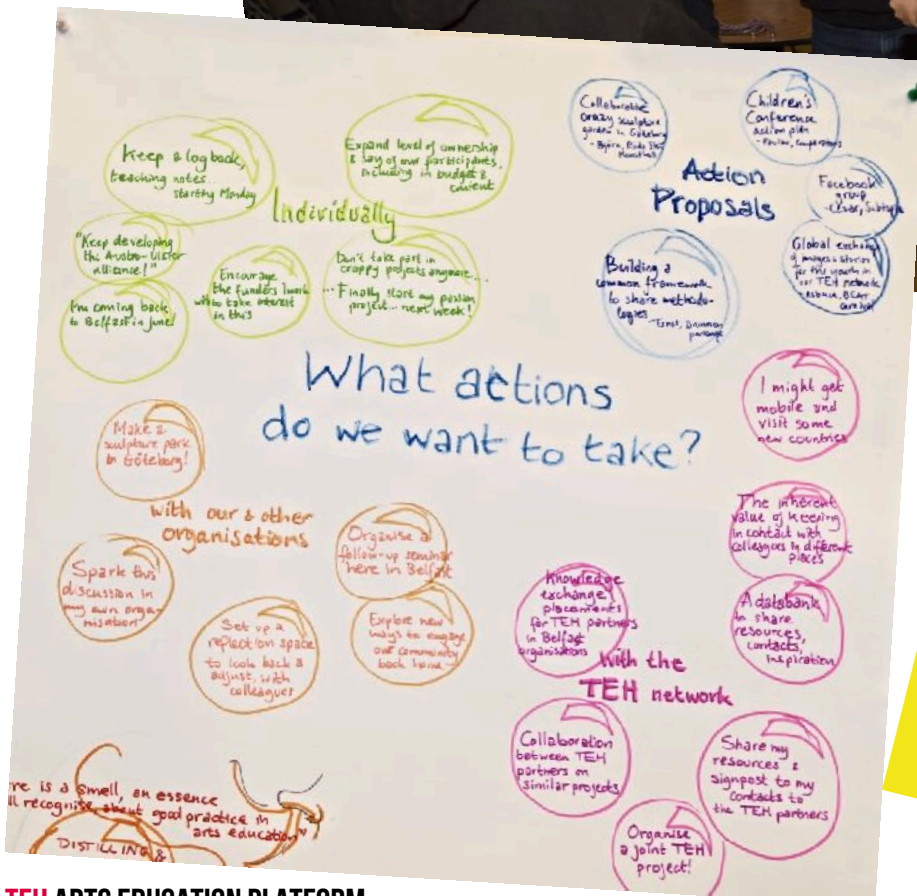 Keep a logbook,
teaching notes...
starting Monday
Expand level of ownership
& say of our participants,
including in budget &
content
Individually
"Keep developing
the Austro-Ulster
alliance!"
I'm coming back
to Belfast in June!
Encourage
the funders I work
with to take interest
in this
Don't take part in
crappy projects anymore...
... Finally start my passion
project... next week!
Collaborative
crazy sculpture
garden in Göteborg
- Björn,
Children's
Conference
action plan
Action
Proposals
Facebook
group
- César,
Building a
common framework
to share methodo-
logies
Global exchange
of images & stories
for the youth in
our TEH network
What actions
do we want to take?
Make a
sculpture park
in Göteborg!
with our & other
organisations
Spark this
discussion in
my own orga-
nisation
Organise a
follow-up seminar
here in Belfast
Set up a
reflection space
to look back &
adjust, with
colleagues
Explore new
ways to engage
our community
back home
I might get
mobile and
visit some
new countries
The inherent
value of keeping
in contact with
colleagues in different
places
Knowledge
exchange
placements
for TEH partners
in Belfast
organisations
A databank
to share
resources,
contacts,
inspiration
With the
TEH network
Collaboration
between TEH
partners on
similar projects
Share my
resources &
signpost to my
contacts to
the TEH partners
Organise
a joint TEH
project!
re is a smell, an essence
ll recognise about good practice in
arts education"
DISTILLING &
TEH ARTS EDUCATION PLATFORM